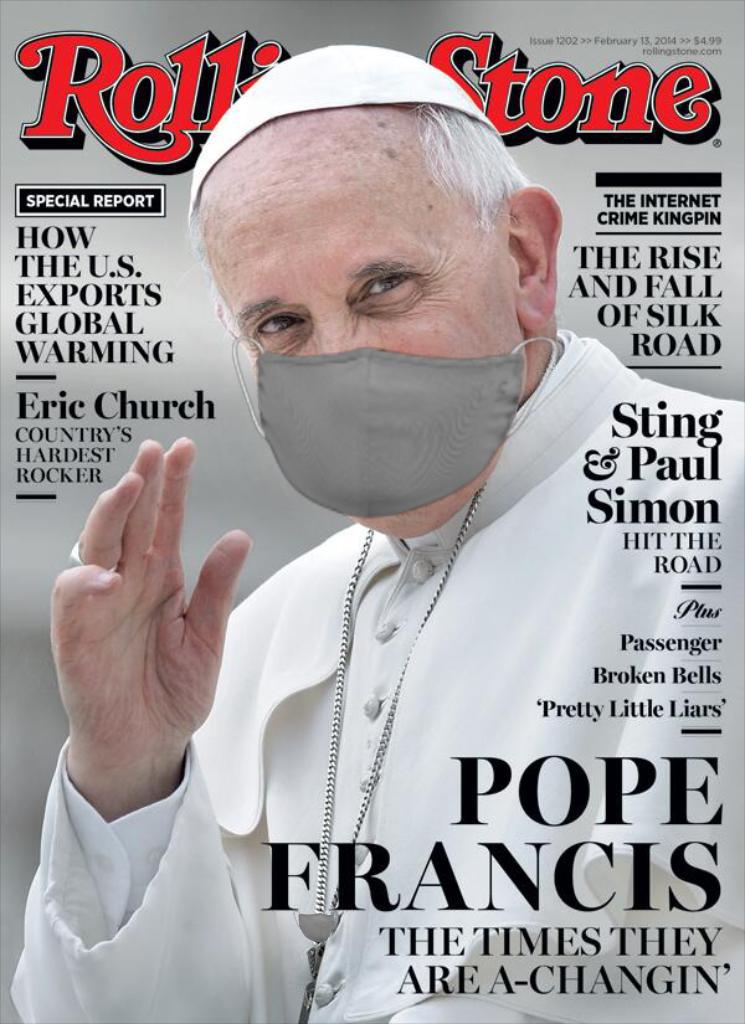 Rolling Stone
Issue 1202 >> February 13, 2014 >> $4.99
rollingstone.com
SPECIAL REPORT
HOW
THE U.S.
EXPORTS
GLOBAL
WARMING
Eric Church
COUNTRY'S
HARDEST
ROCKER
THE INTERNET
CRIME KINGPIN
THE RISE
AND FALL
OF SILK
ROAD
Sting
& Paul
Simon
HIT THE
ROAD
Plus
Passenger
Broken Bells
‘Pretty Little Liars’
POPE
FRANCIS
THE TIMES THEY
ARE A-CHANGIN’